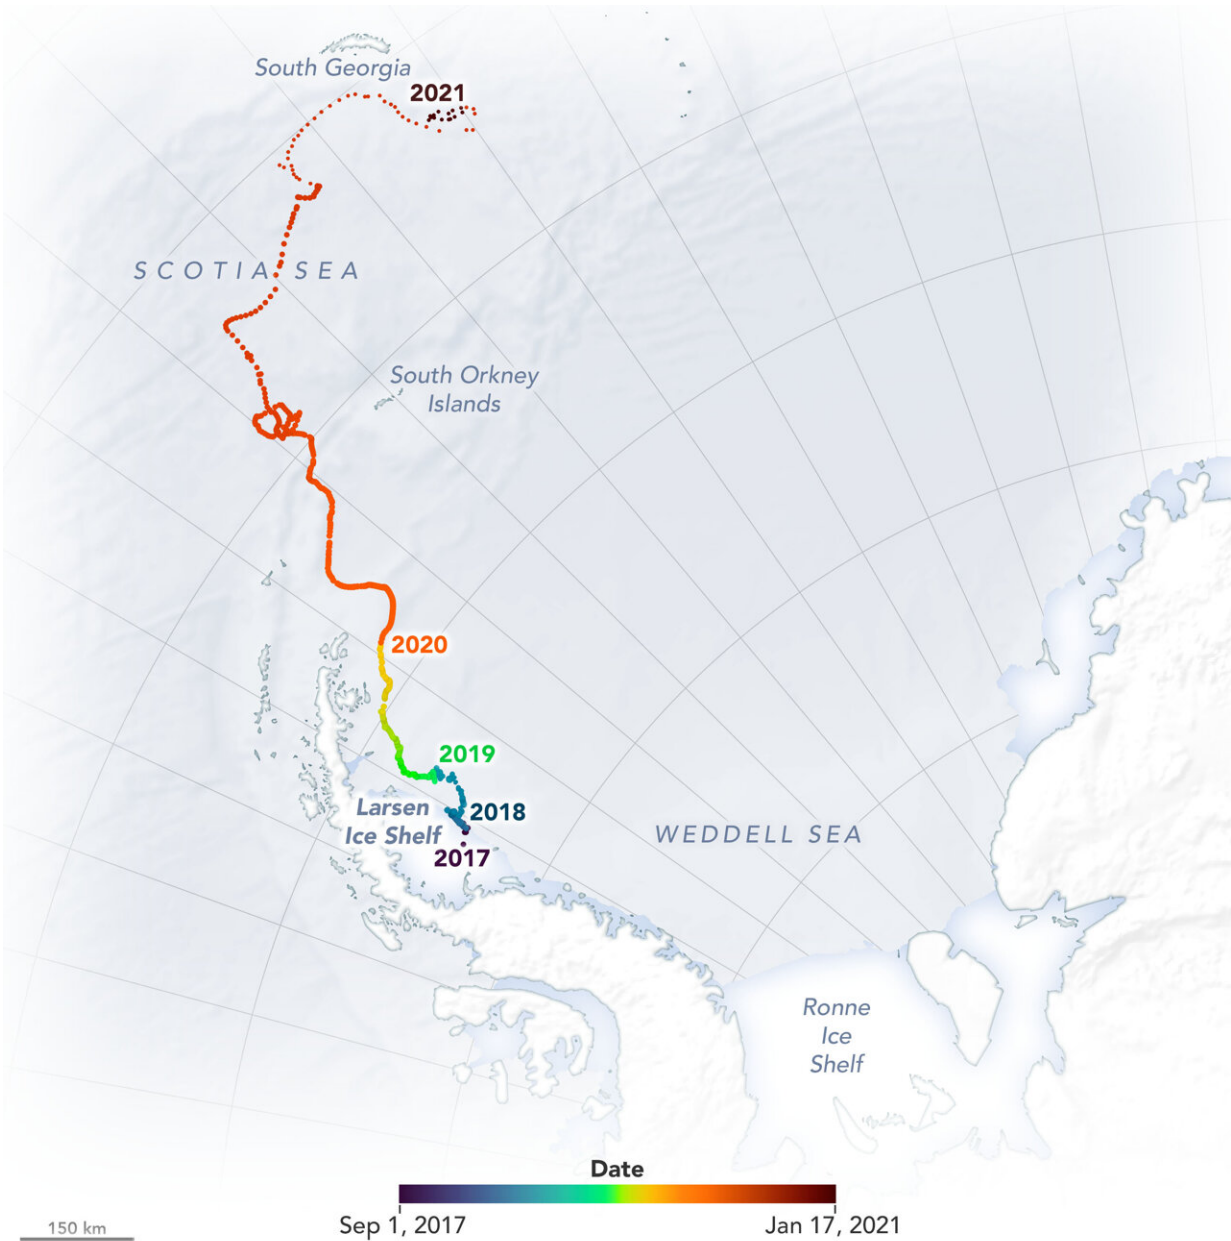 South Georgia
2021
SCOTIA SEA
South Orkney
Islands
2020
2019
Larsen
Ice Shelf
2018
WEDDELL SEA
2017
Ronne
Ice
Shelf
Date
Sep 1, 2017
Jan 17, 2021
150 km